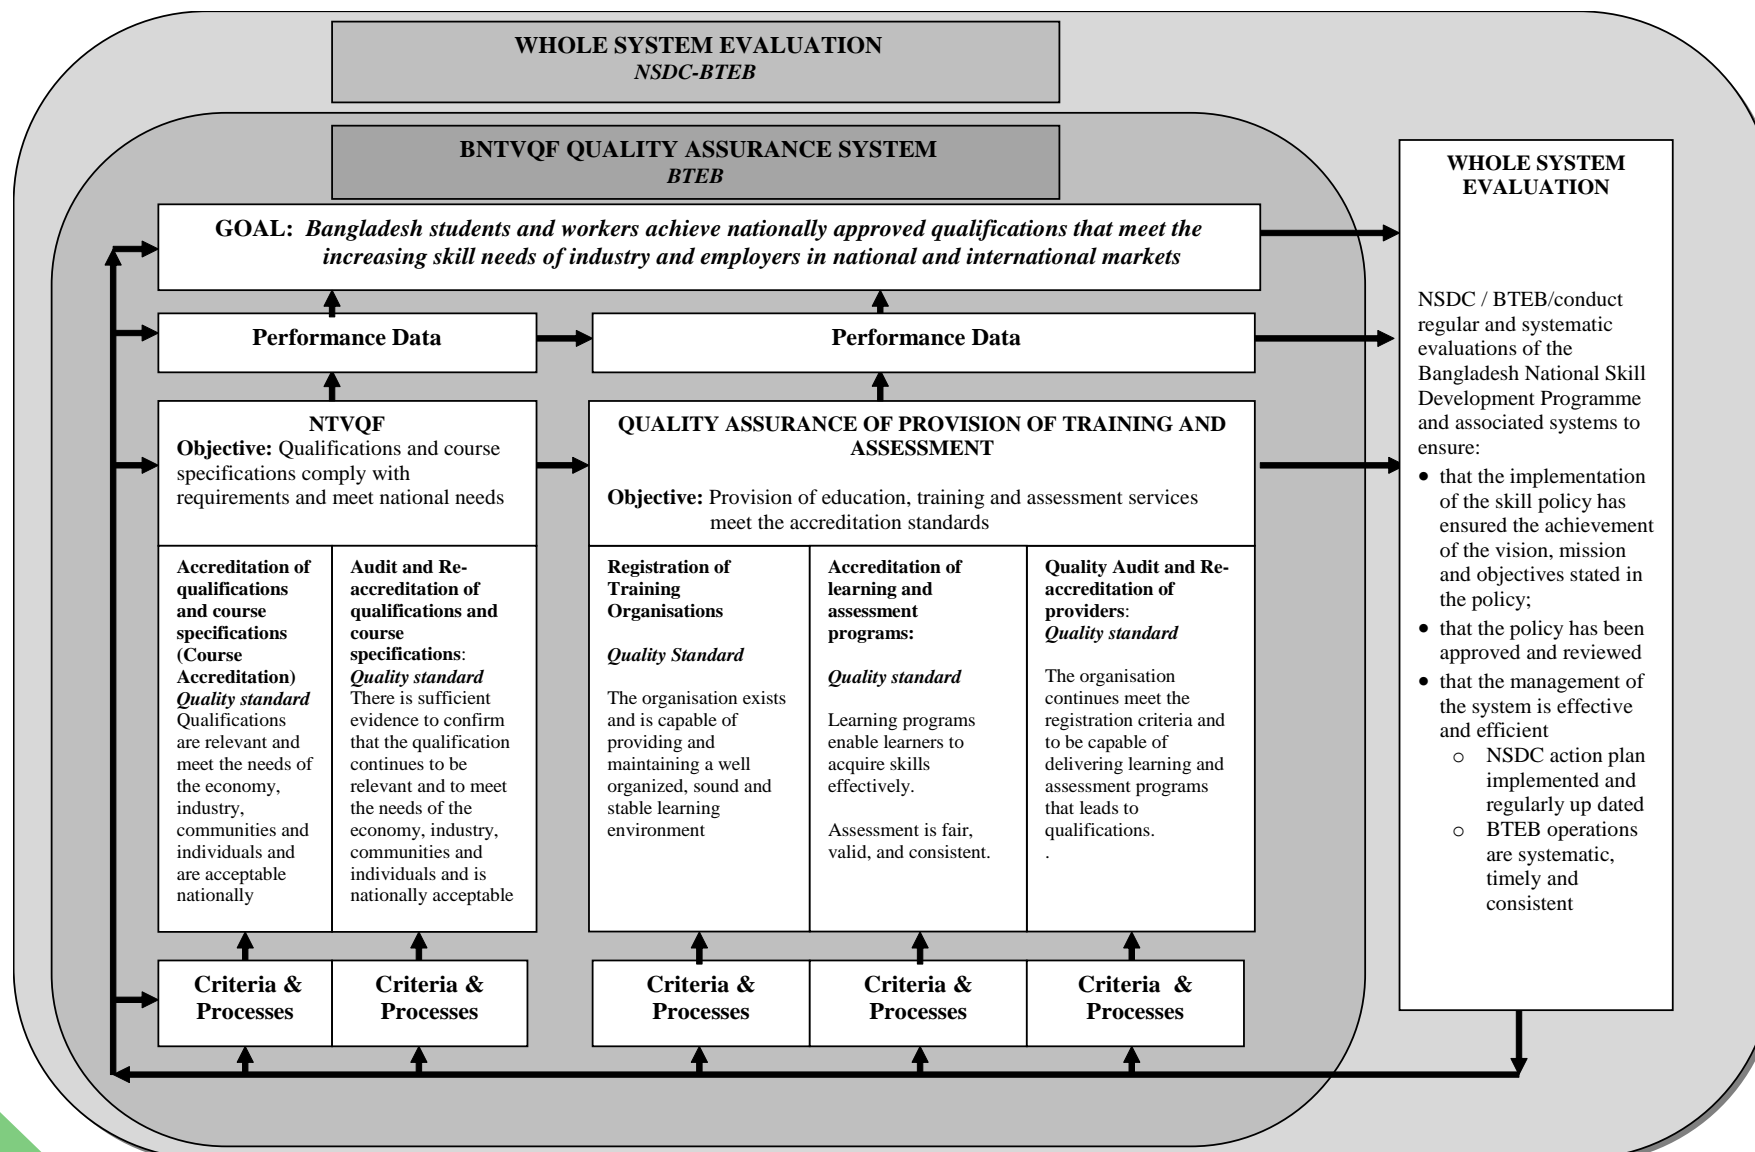 WHOLE SYSTEM EVALUATION
NSDC-BTEB
BNTVQF QUALITY ASSURANCE SYSTEM
BTEB
GOAL: Bangladesh students and workers achieve nationally approved qualifications that meet the
increasing skill needs of industry and employers in national and international markets
Performance Data
Performance Data
NTVQF
Objective: Qualifications and course
specifications comply with
requirements and meet national needs
QUALITY ASSURANCE OF PROVISION OF TRAINING AND
ASSESSMENT
Objective: Provision of education, training and assessment services
meet the accreditation standards
Accreditation of
qualifications
and course
specifications
(Course
Accreditation)
Quality standard
Qualifications
are relevant and
meet the needs of
the economy,
industry,
communities and
individuals and
are acceptable
nationally
Audit and Re-
accreditation of
qualifications and
course
specifications:
Quality standard
There is sufficient
evidence to confirm
that the qualification
continues to be
relevant and to meet
the needs of the
economy, industry,
communities and
individuals and is
nationally acceptable
Registration of
Training
Organisations
Quality Standard
The organisation exists
and is capable of
providing and
maintaining a well
organized, sound and
stable learning
environment
Accreditation of
learning and
assessment
programs:
Quality standard
Learning programs
enable learners to
acquire skills
effectively.
Assessment is fair,
valid, and consistent.
Quality Audit and Re-
accreditation of
providers:
Quality standard
The organisation
continues meet the
registration criteria and
to be capable of
delivering learning and
assessment programs
that leads to
qualifications.
.
Criteria &
Processes
Criteria &
Processes
Criteria &
Processes
Criteria &
Processes
Criteria &
Processes
WHOLE SYSTEM
EVALUATION
NSDC / BTEB/conduct
regular and systematic
evaluations of the
Bangladesh National Skill
Development Programme
and associated systems to
ensure:
• that the implementation
of the skill policy has
ensured the achievement
of the vision, mission
and objectives stated in
the policy;
• that the policy has been
approved and reviewed
• that the management of
the system is effective
and efficient
o NSDC action plan
implemented and
regularly up dated
o BTEB operations
are systematic,
timely and
consistent